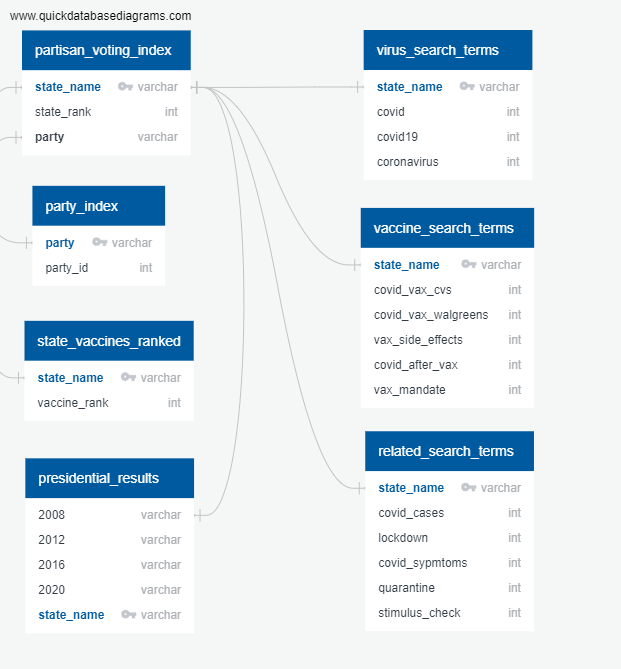 www.quickdatabasediagrams.com
partisan_voting_index
state_name varchar
state_rank int
party varchar
party_index
party varchar
party_id int
state_vaccines_ranked
state_name varchar
vaccine_rank int
presidential_results
2008 varchar
2012 varchar
2016 varchar
2020 varchar
state_name varchar
virus_search_terms
state_name varchar
covid int
covid19 int
coronavirus int
vaccine_search_terms
state_name varchar
covid_vax_cvs int
covid_vax_walgreens int
vax_side_effects int
covid_after_vax int
vax_mandate int
related_search_terms
state_name varchar
covid_cases int
lockdown int
covid_sypmtoms int
quarantine int
stimulus_check int